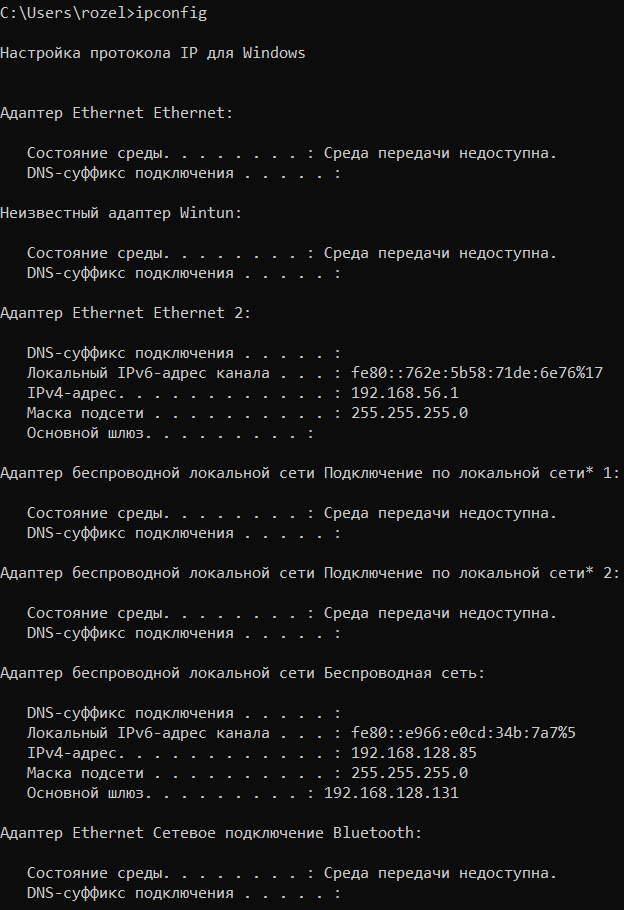 C:\Users\rozel>ipconfig
Настройка протокола IP для Windows
Адаптер Ethernet Ethernet:
Состояние среды. . . . . . . . : Среда передачи недоступна.
DNS-суффикс подключения . . . . . :
Неизвестный адаптер Wintun:
Состояние среды. . . . . . . . : Среда передачи недоступна.
DNS-суффикс подключения . . . . . :
Адаптер Ethernet Ethernet 2:
DNS-суффикс подключения . . . . . :
Локальный IPv6-адрес канала . . . : fe80::762e:5b58:71de:6e76%17
IPv4-адрес. . . . . . . . . . . . : 192.168.56.1
Маска подсети . . . . . . . . . . : 255.255.255.0
Основной шлюз. . . . . . . . . :
Адаптер беспроводной локальной сети Подключение по локальной сети* 1:
Состояние среды. . . . . . . . : Среда передачи недоступна.
DNS-суффикс подключения . . . . . :
Адаптер беспроводной локальной сети Подключение по локальной сети* 2:
Состояние среды. . . . . . . . : Среда передачи недоступна.
DNS-суффикс подключения . . . . . :
Адаптер беспроводной локальной сети Беспроводная сеть:
DNS-суффикс подключения . . . . . :
Локальный IPv6-адрес канала . . . : fe80::e966:e0cd:34b:7a7%5
IPv4-адрес. . . . . . . . . . . . : 192.168.128.85
Маска подсети . . . . . . . . . . : 255.255.255.0
Основной шлюз. . . . . . . . . : 192.168.128.131
Адаптер Ethernet Сетевое подключение Bluetooth:
Состояние среды. . . . . . . . : Среда передачи недоступна.
DNS-суффикс подключения . . . . . :